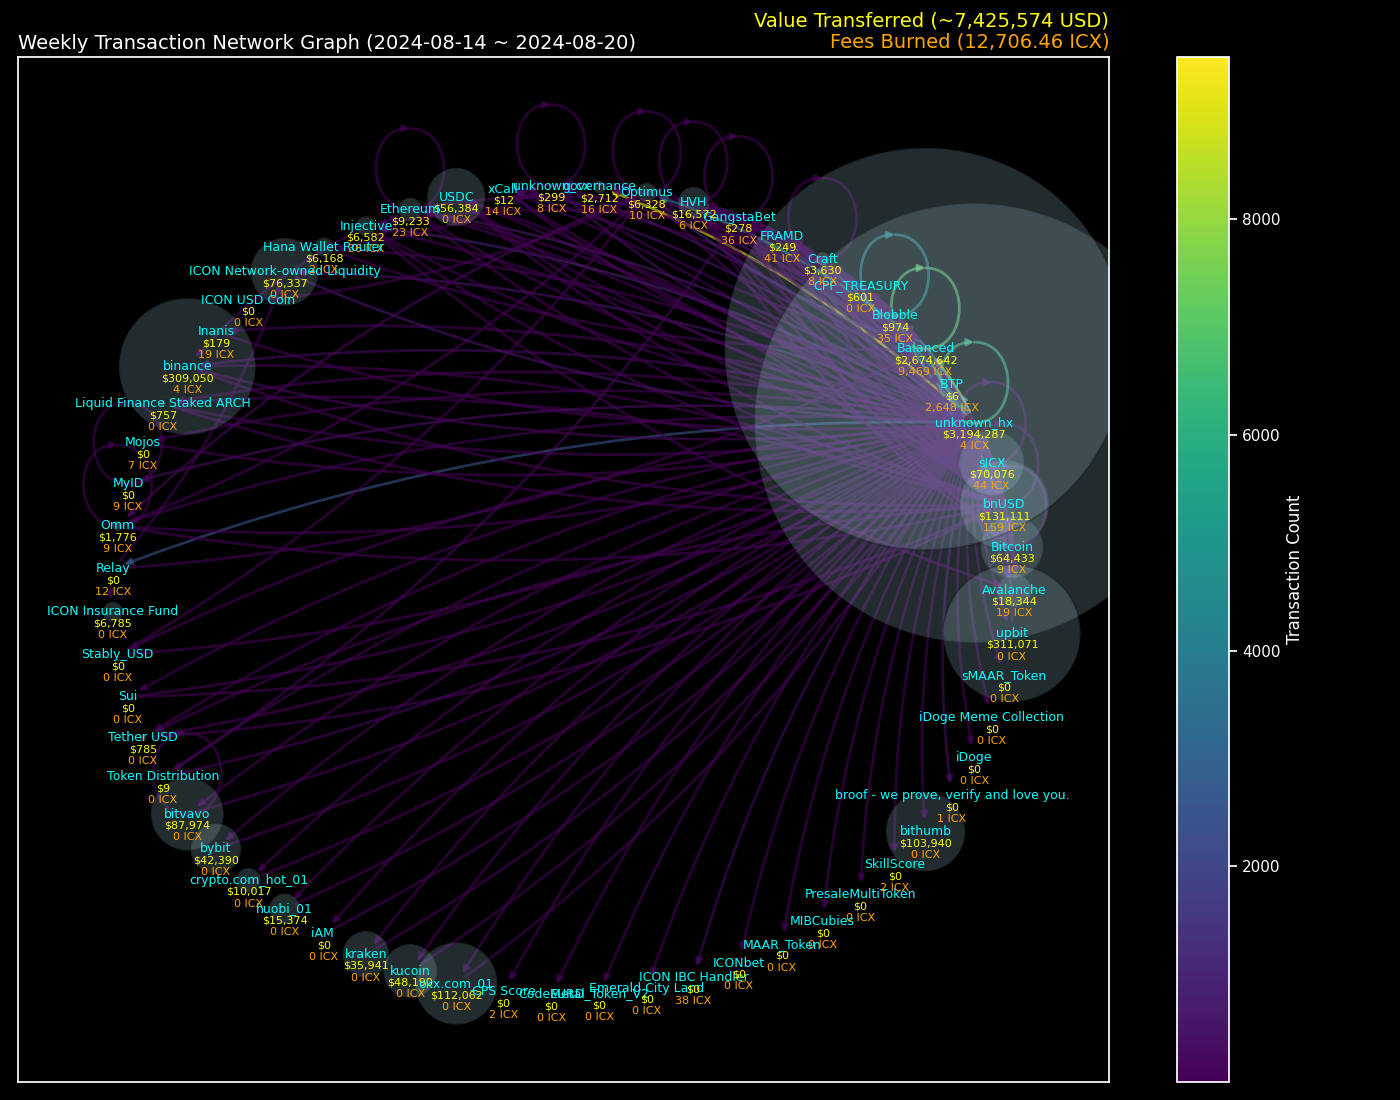 Value Transferred (~7,425,574 USD)
Weekly Transaction Network Graph (2024-08-14 ~ 2024-08-20)
Fees Burned (12,706.46 ICX)
unknown_cx
$299
8 ICX
governance
$2,712
16 ICX
xCall
$12
14 ICX
Optimus
$6,328
10 ICX
USDC
$56,384
0 ICX
HVH
$16,572
6 ICX
Ethereum
$9,233
23 ICX
GangstaBet
$278
36 ICX
Injective
$6,582
FRAMD
$249
41 ICX
Hana Wallet Router
$6,168
2 ICX
Craft
$3,630
8 ICX
ICON Network-owned Liquidity
$76,337
0 ICX
CPF_TREASURY
$601
0 ICX
ICON USD Coin
$0
0 ICX
Blobble
$974
35 ICX
Inanis
$179
19 ICX
Balanced
$2,674,642
9,469 ICX
binance
$309,050
4 ICX
BTP
$6
2,648 ICX
Liquid Finance Staked ARCH
$757
0 ICX
unknown_hx
$3,194,287
4 ICX
Mojos
$0
7 ICX
sICX
$70,076
44 ICX
MyID
$0
9 ICX
bnUSD
$131,111
159 ICX
Omm
$1,776
9 ICX
Bitcoin
$64,433
9 ICX
Relay
$0
12 ICX
Avalanche
$18,344
19 ICX
ICON Insurance Fund
$6,785
0 ICX
upbit
$311,071
0 ICX
Stably_USD
$0
0 ICX
sMAAR_Token
$0
0 ICX
Sui
$0
0 ICX
iDoge Meme Collection
$0
0 ICX
Tether USD
$785
0 ICX
iDoge
$0
0 ICX
Token Distribution
$9
0 ICX
broof - we prove, verify and love you.
$0
1 ICX
bitvavo
$87,974
0 ICX
bithumb
$103,940
0 ICX
bybit
$42,390
0 ICX
SkillScore
$0
2 ICX
crypto.com_hot_01
$10,017
0 ICX
PresaleMultiToken
$0
0 ICX
huobi_01
$15,374
0 ICX
MIBCubies
$0
0 ICX
iAM
$0
0 ICX
MAAR_Token
$0
0 ICX
kraken
$35,941
0 ICX
ICONbet
$0
0 ICX
kucoin
$48,190
0 ICX
ICON IBC Handler
$0
38 ICX
okx.com_01
$112,062
0 ICX
Emerald City Land
$0
0 ICX
CPS Score
$0
2 ICX
$0
0 ICX
$0
0 ICX
8000
6000
4000
2000
Transaction Count